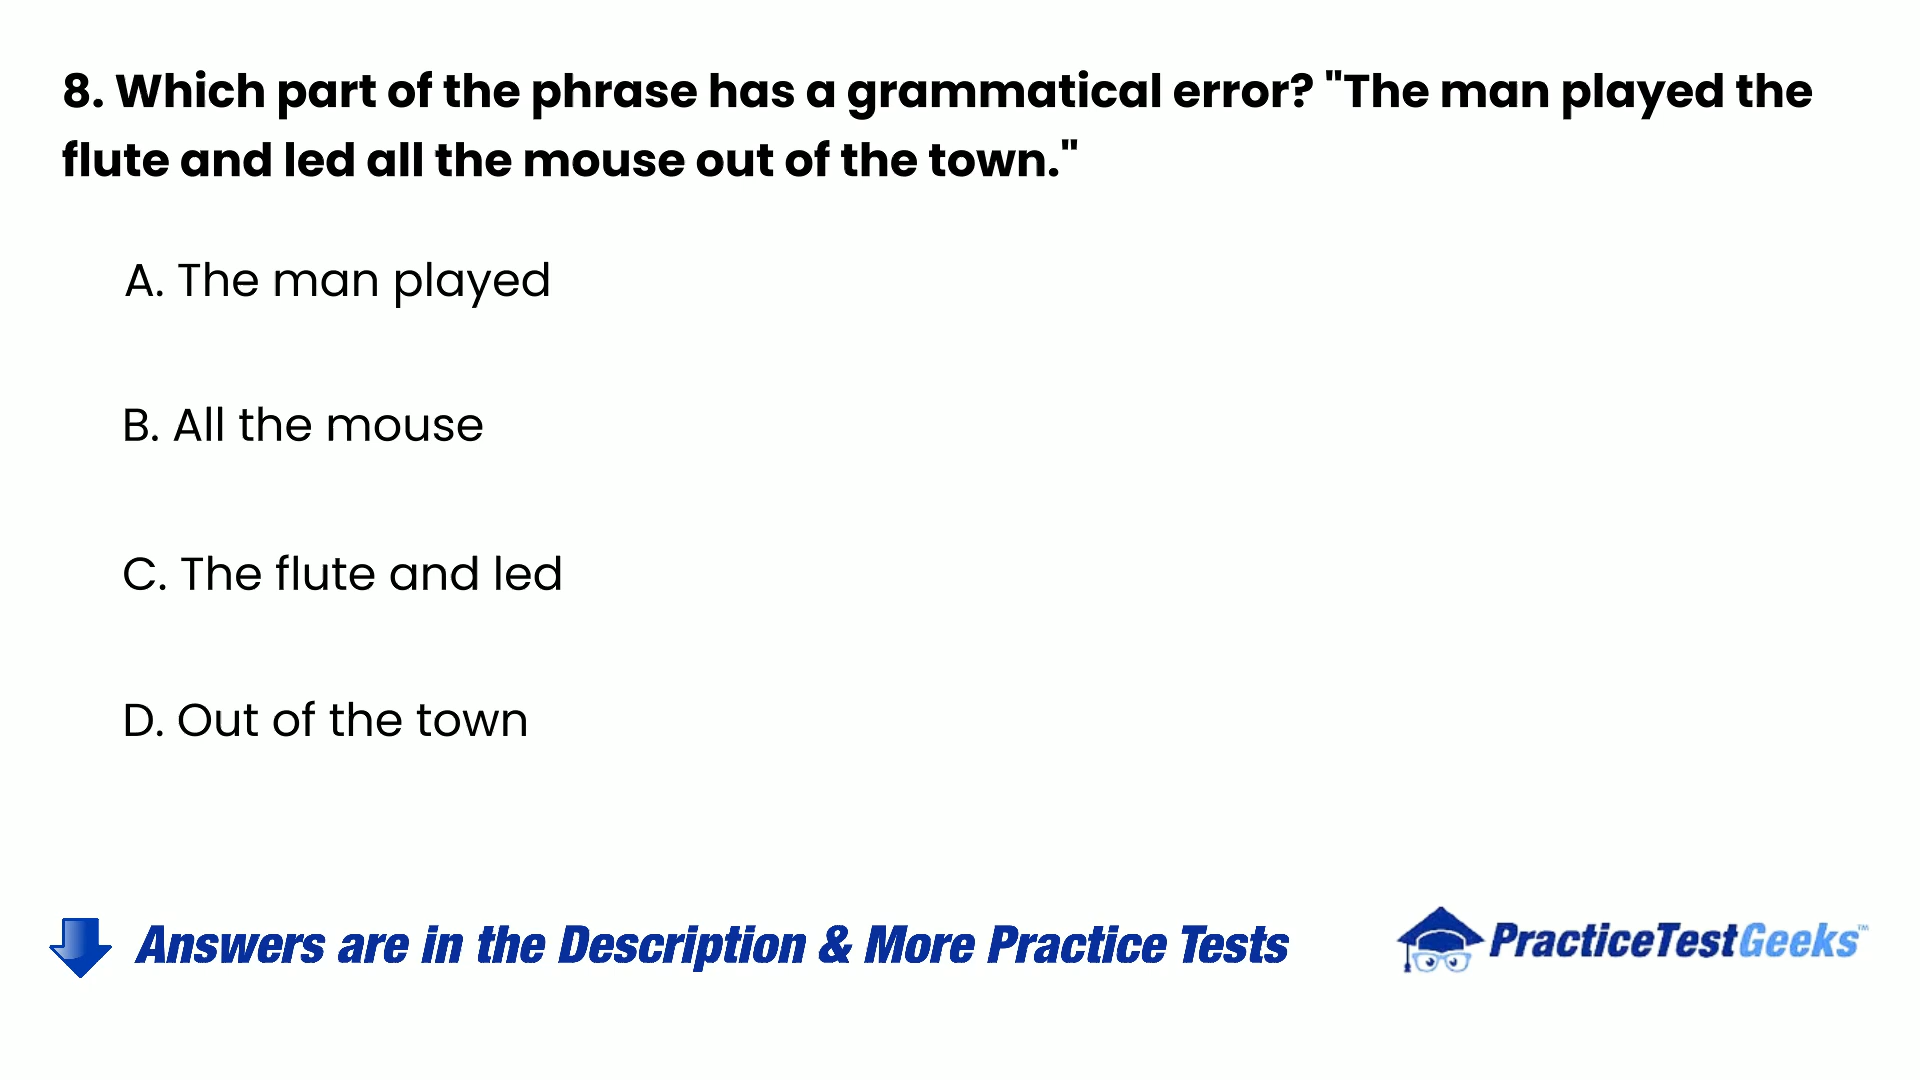 8. Which part of the phrase has a grammatical error? "The man played the
flute and led all the mouse out of the town."
A. The man played
B. All the mouse
C. The flute and led
D. Out of the town
Answers are in the Description & More Practice Tests
PracticeTestGeeks™